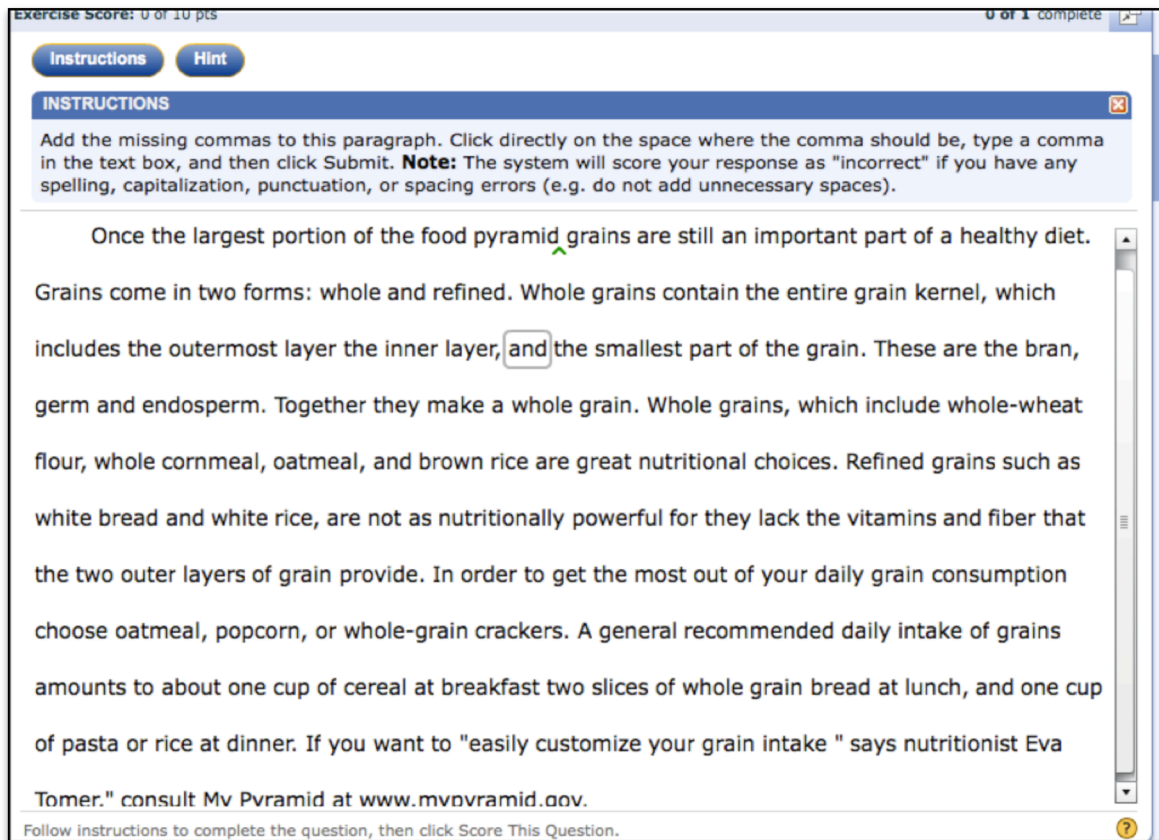 Exercise Score: 0 of 10 pts 0 of 1 complete
Instructions Hint
INSTRUCTIONS
Add the missing commas to this paragraph. Click directly on the space where the comma should be, type a comma
in the text box, and then click Submit. Note: The system will score your response as "incorrect" if you have any
spelling, capitalization, punctuation, or spacing errors (e.g. do not add unnecessary spaces).
Once the largest portion of the food pyramid grains are still an important part of a healthy diet.
Grains come in two forms: whole and refined. Whole grains contain the entire grain kernel, which
includes the outermost layer the inner layer, and the smallest part of the grain. These are the bran,
germ and endosperm. Together they make a whole grain. Whole grains, which include whole-wheat
flour, whole cornmeal, oatmeal, and brown rice are great nutritional choices. Refined grains such as
white bread and white rice, are not as nutritionally powerful for they lack the vitamins and fiber that
the two outer layers of grain provide. In order to get the most out of your daily grain consumption
choose oatmeal, popcorn, or whole-grain crackers. A general recommended daily intake of grains
amounts to about one cup of cereal at breakfast two slices of whole grain bread at lunch, and one cup
of pasta or rice at dinner. If you want to "easily customize your grain intake " says nutritionist Eva
Tomer," consult My Pyramid at www.mypyramid.gov.
Follow instructions to complete the question, then click Score This Question. ?